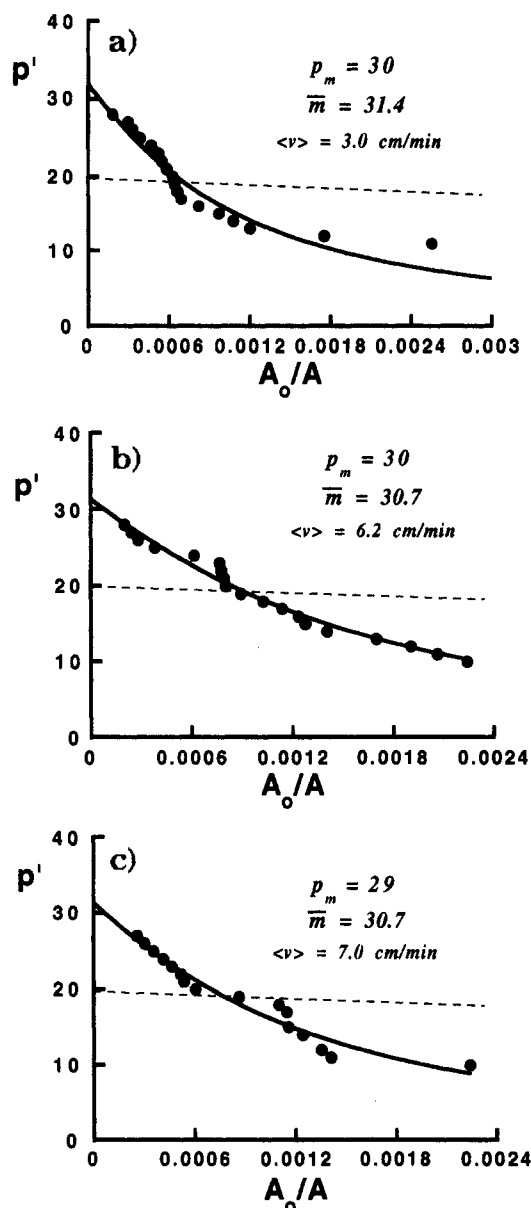 a)
p'
40
30
20
10
0
p_m = 30
m̅ = 31.4
<v> = 3.0 cm/min
0 0.0006 0.0012 0.0018 0.0024 0.003
A_o/A
b)
p'
40
30
20
10
0
p_m = 30
m̅ = 30.7
<v> = 6.2 cm/min
0 0.0006 0.0012 0.0018 0.0024
A_o/A
c)
p'
40
30
20
10
0
p_m = 29
m̅ = 30.7
<v> = 7.0 cm/min
0 0.0006 0.0012 0.0018 0.0024
A_o/A